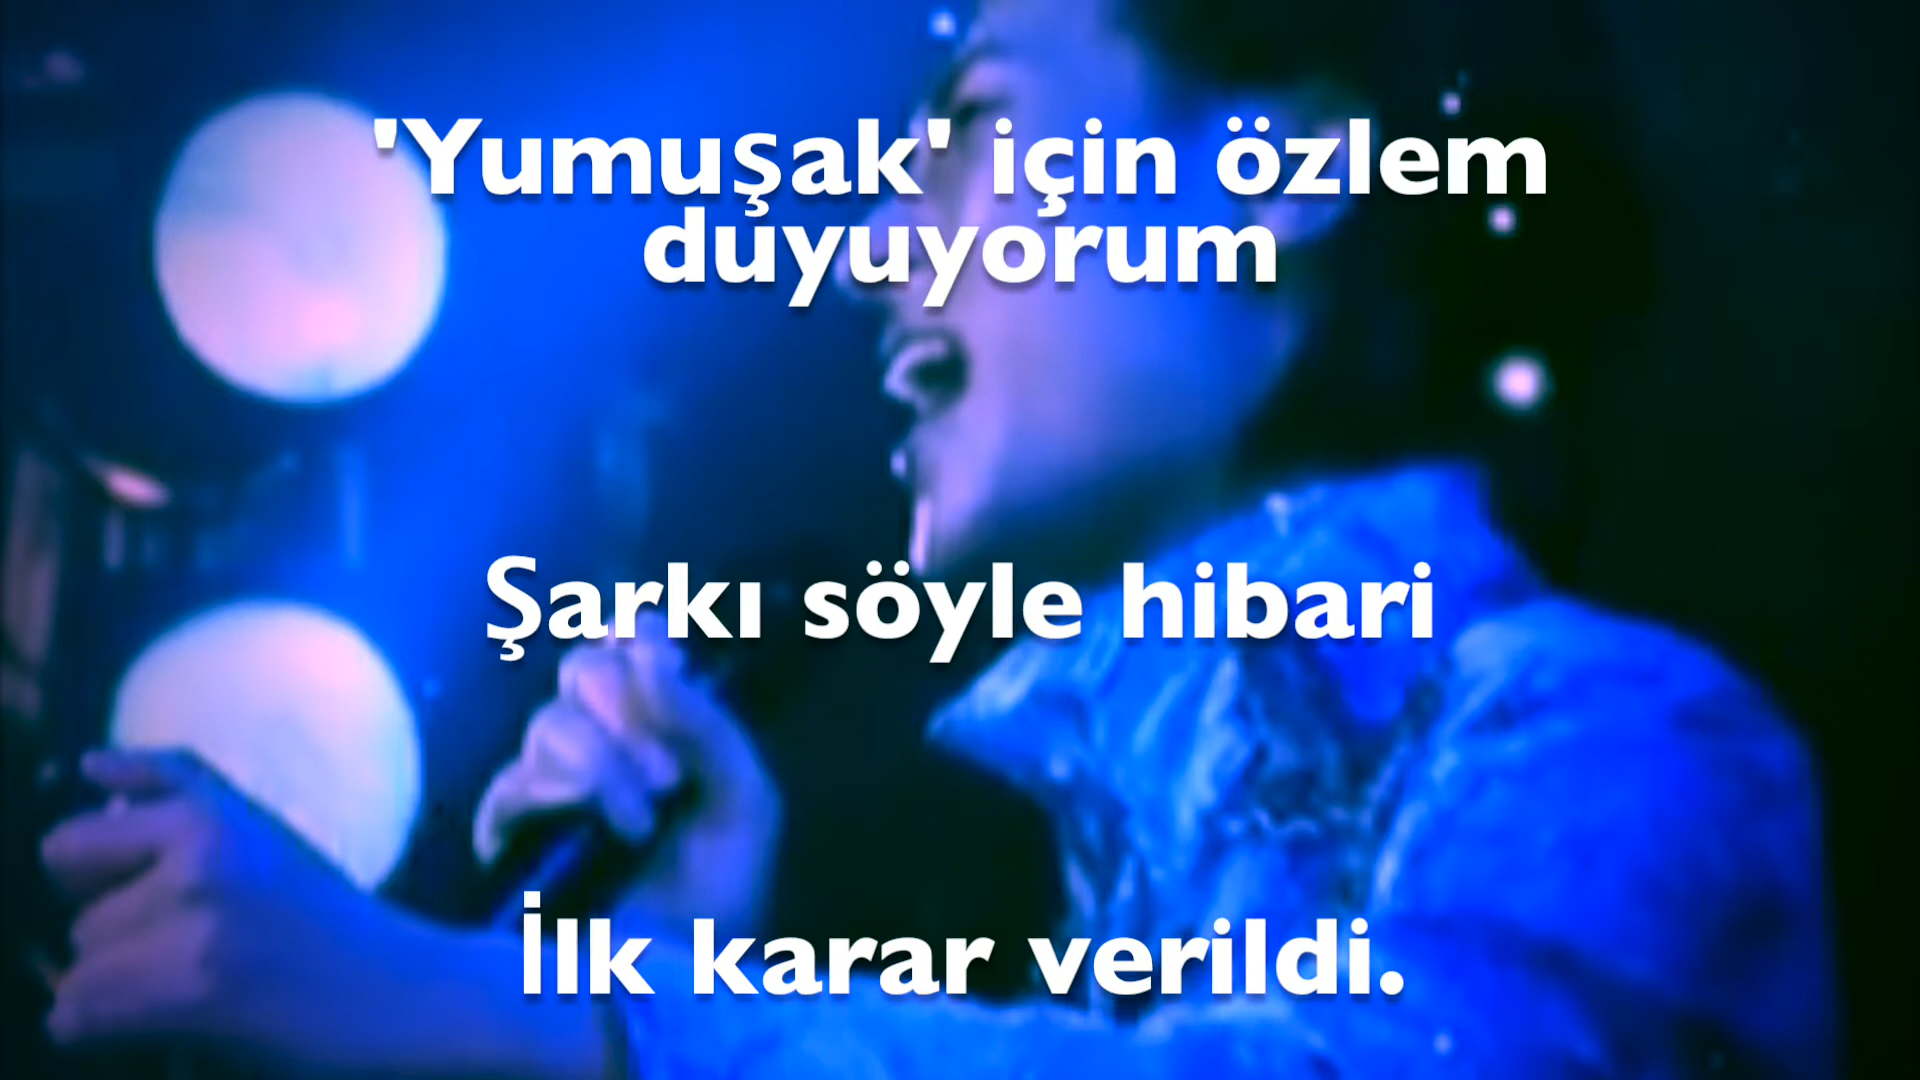 'Yumuşak' için özlem
duyuyorum
Şarkı söyle hibari
İlk karar verildi.